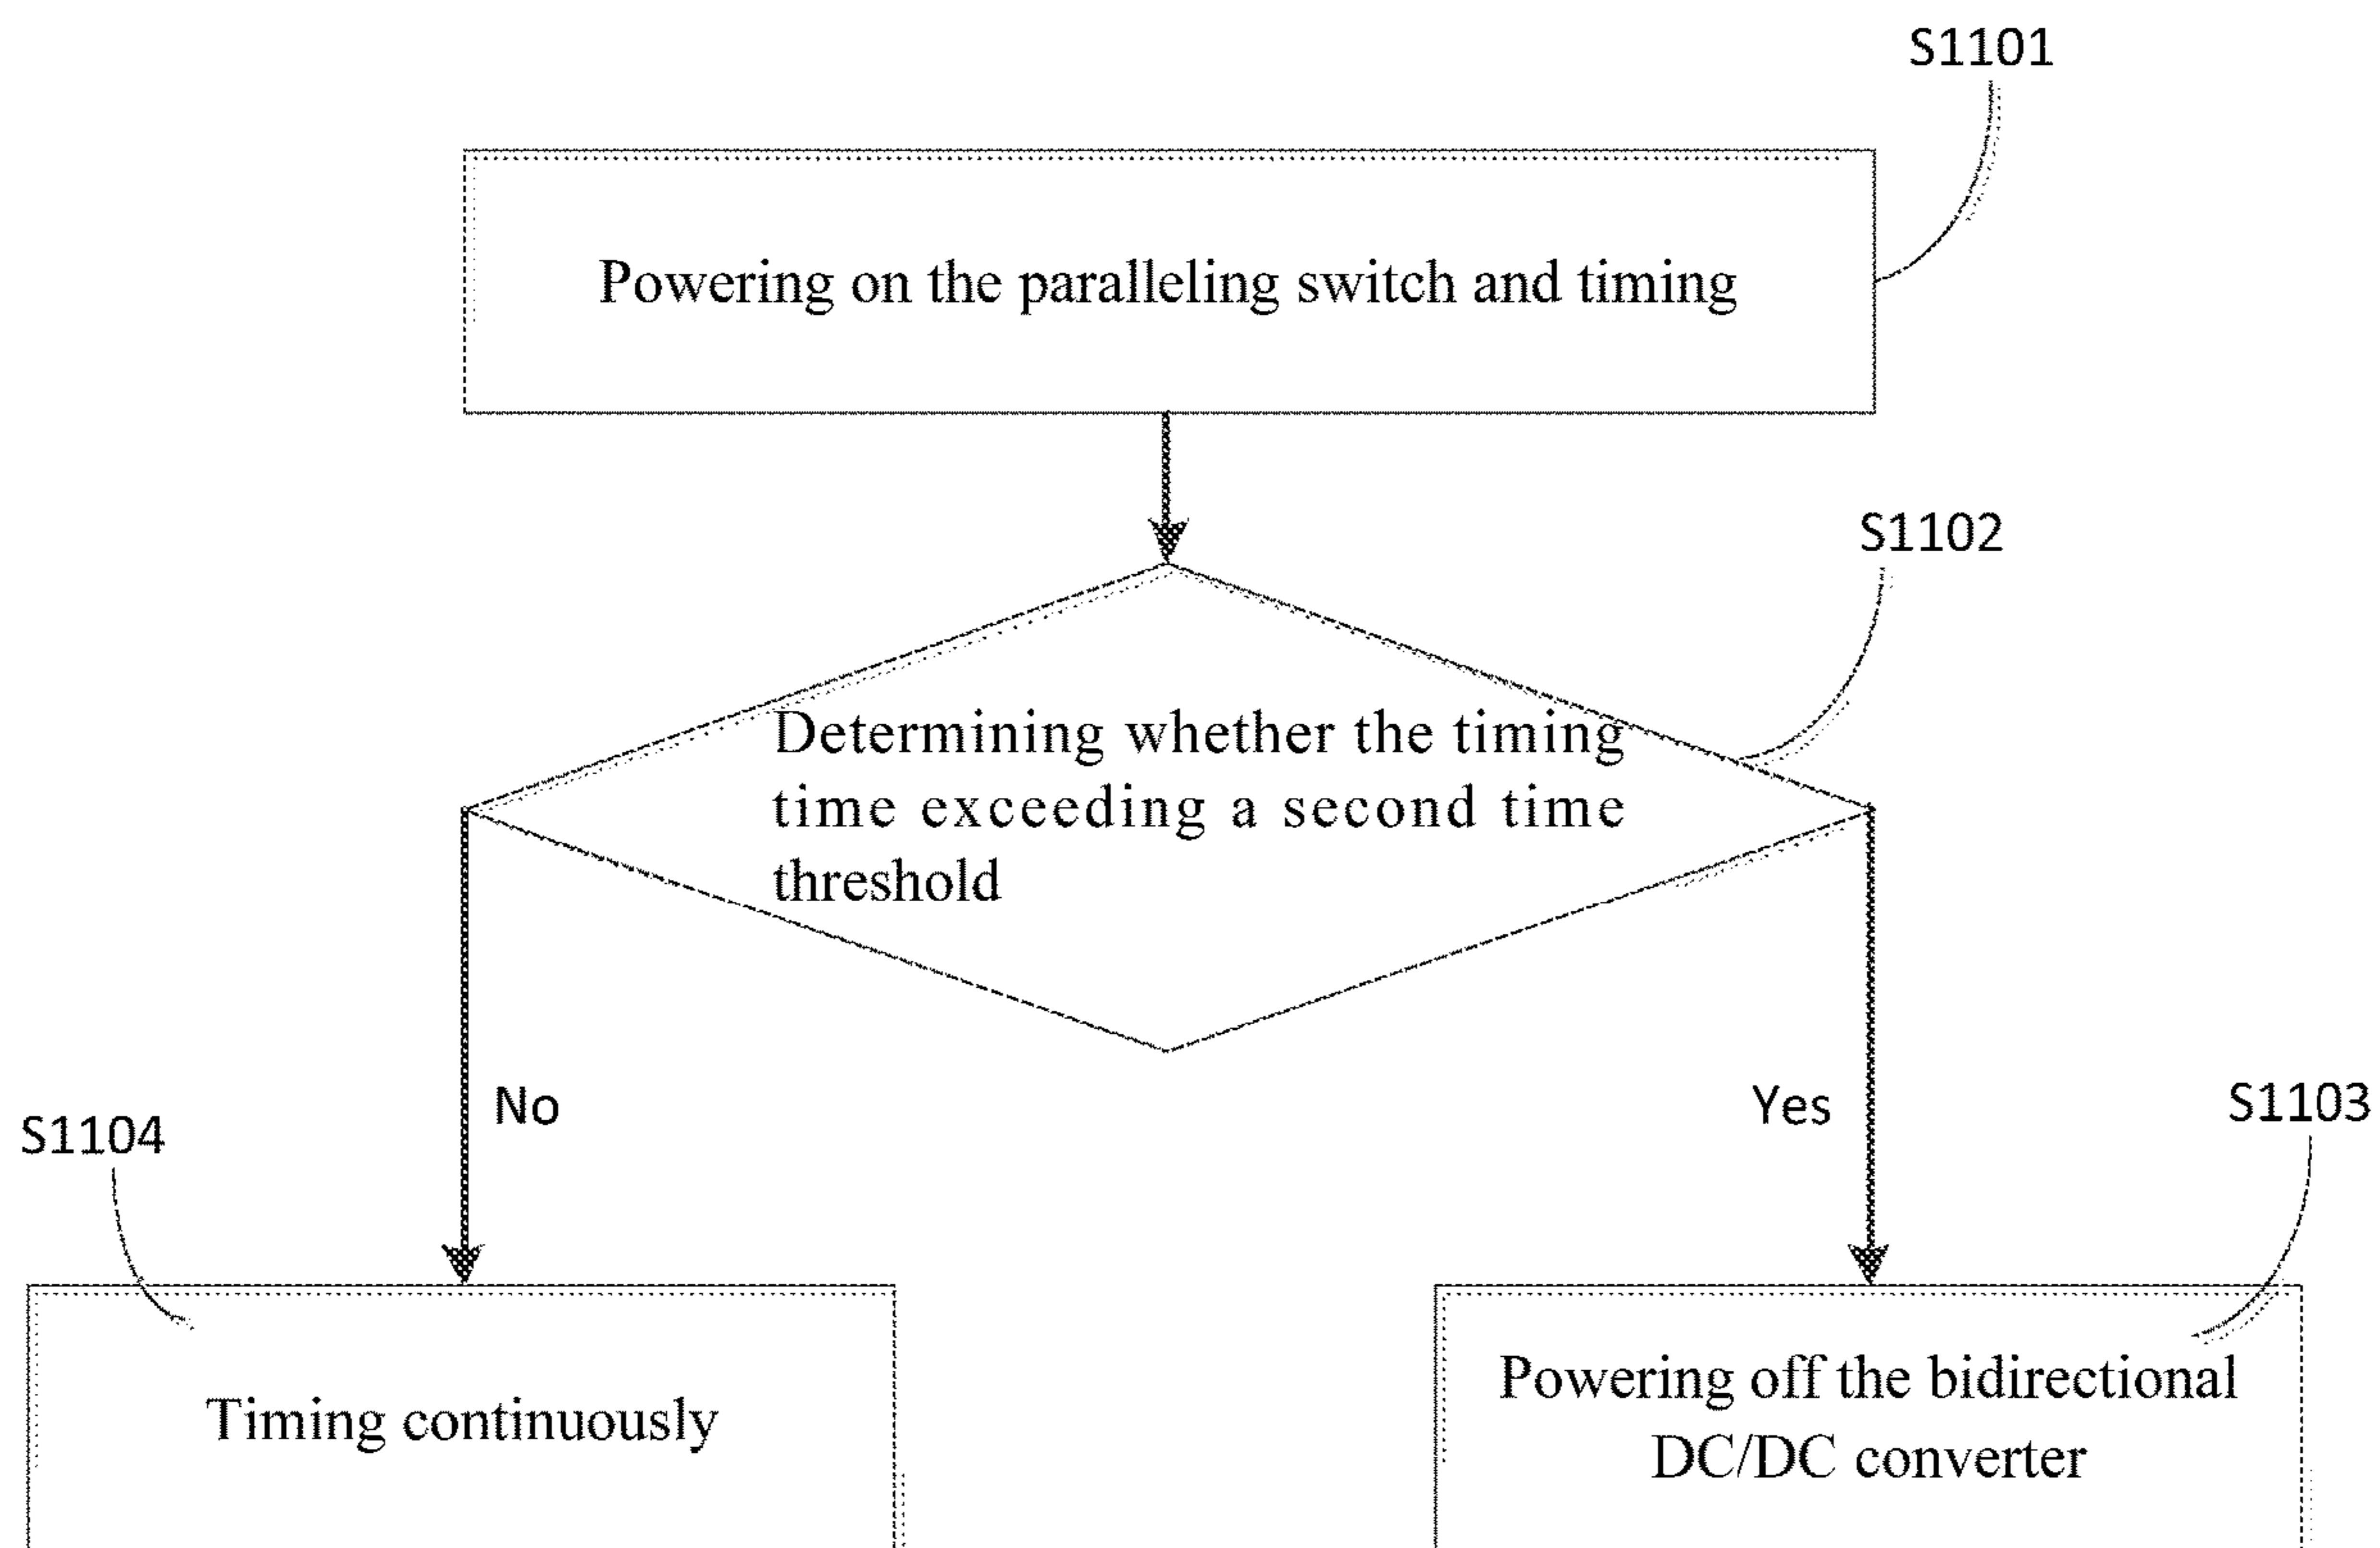 S1101
Powering on the paralleling switch and timing
S1102
Determining whether the timing
time exceeding a second time
threshold
No
Yes
S1104
S1103
Timing continuously
Powering off the bidirectional
DC/DC converter